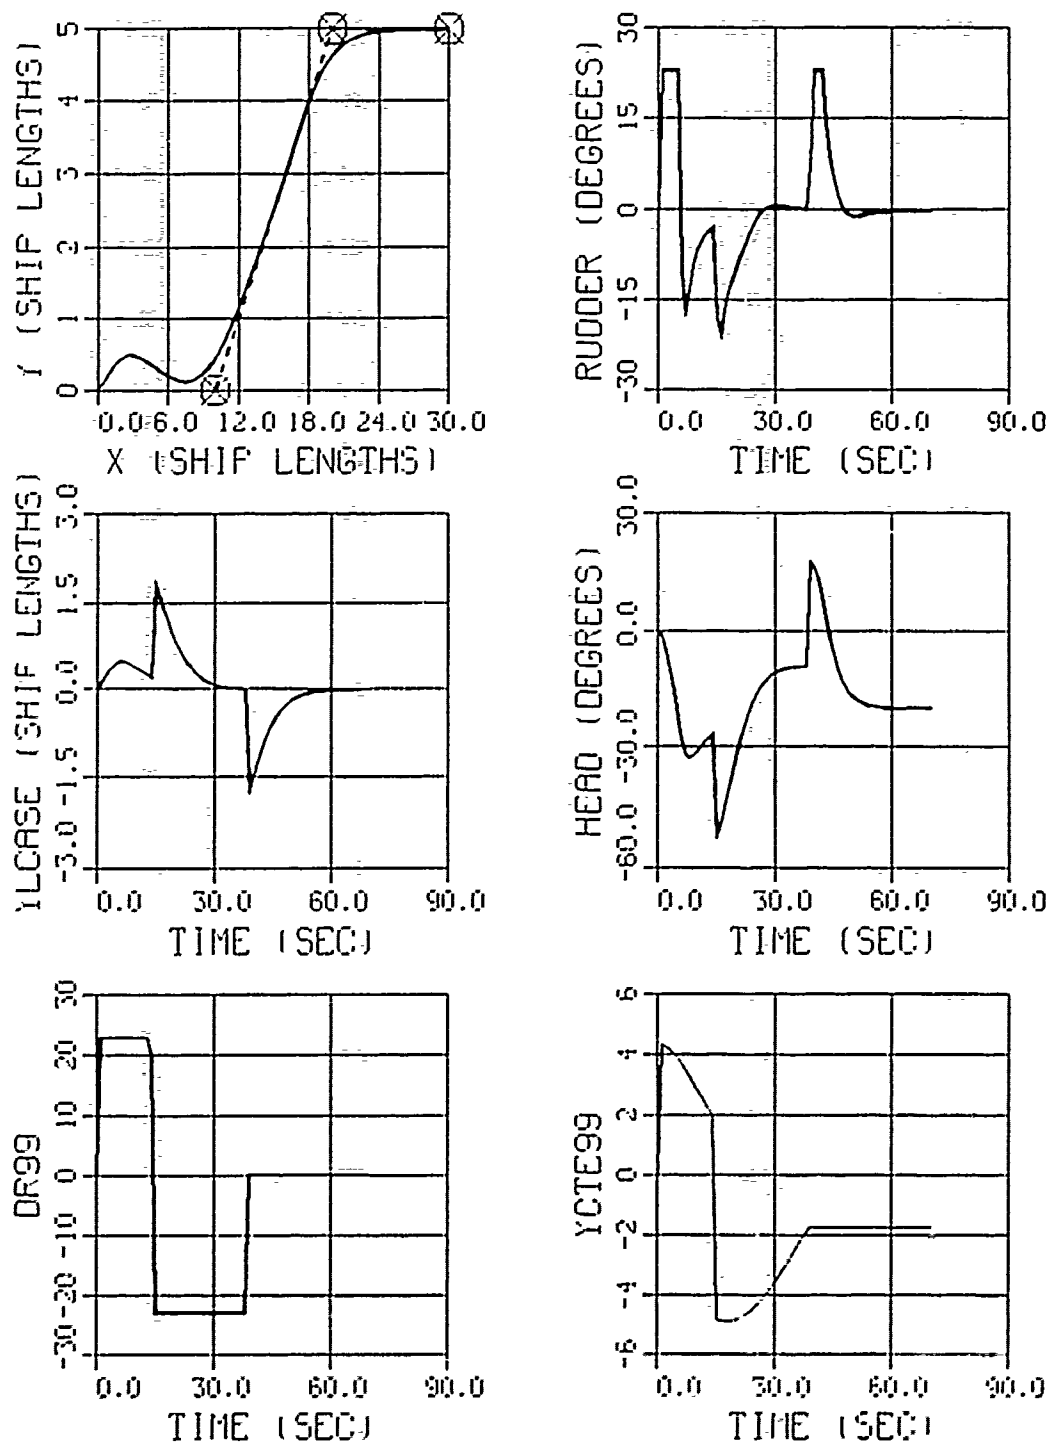 Y (SHIP LENGTHS)
5
4
3
2
1
0
0.0 6.0 12.0 18.0 24.0 30.0
X (SHIP LENGTHS)
RUDDER (DEGREES)
30
15
0
-15
-30
0.0 30.0 60.0 90.0
TIME (SEC)
YLCASE (SHIP LENGTHS)
3.0
1.5
0.0
-1.5
-3.0
0.0 30.0 60.0 90.0
TIME (SEC)
HEAD (DEGREES)
30.0
0.0
-30.0
-60.0
0.0 30.0 60.0 90.0
TIME (SEC)
DR99
30
20
10
0
-10
-20
-30
0.0 30.0 60.0 90.0
TIME (SEC)
YCTE99
6
4
2
0
-2
-4
-6
0.0 30.0 60.0 90.0
TIME (SEC)